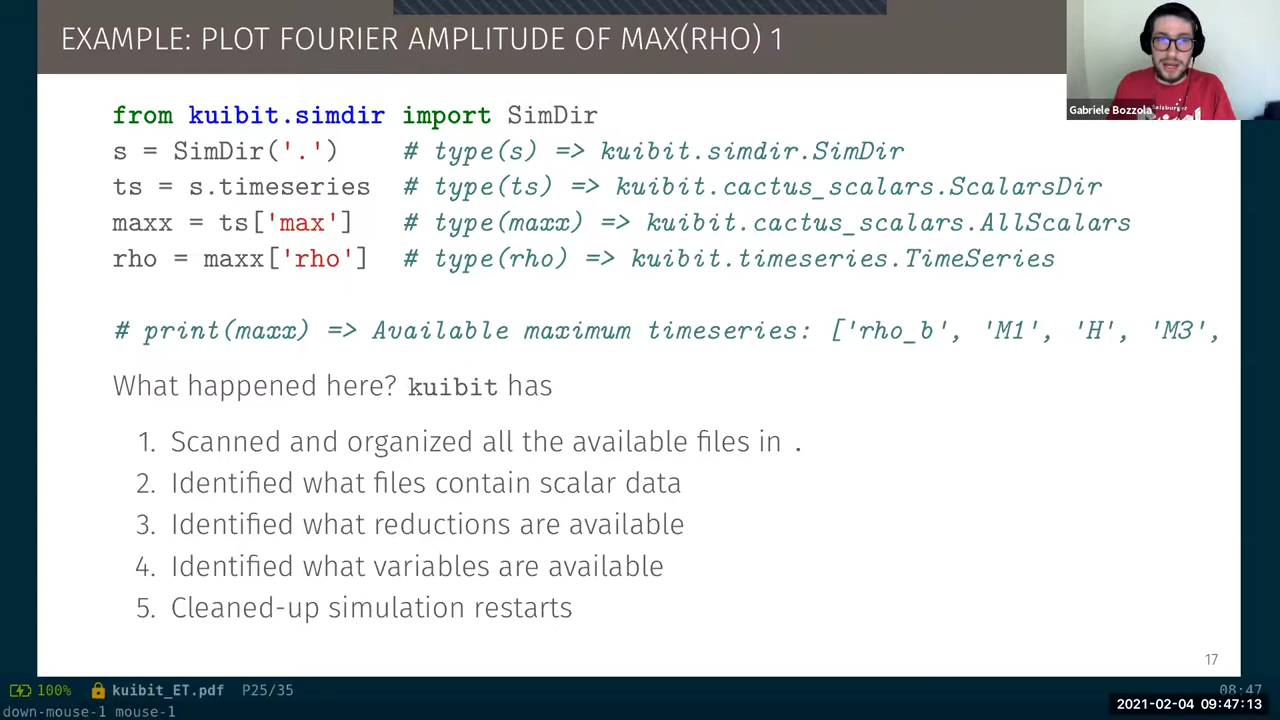 EXAMPLE: PLOT FOURIER AMPLITUDE OF MAX(RHO) 1
Gabriele Bozzola
from kuibit.simdir import SimDir
s = SimDir('.') # type(s) => kuibit.simdir.SimDir
ts = s.timeseries # type(ts) => kuibit.cactus_scalars.ScalarsDir
maxx = ts['max'] # type(maxx) => kuibit.cactus_scalars.AllScalars
rho = maxx['rho'] # type(rho) => kuibit.timeseries.TimeSeries
# print(maxx) => Available maximum timeseries: ['rho_b', 'M1', 'H', 'M3',
What happened here? kuibit has
1. Scanned and organized all the available files in .
2. Identified what files contain scalar data
3. Identified what reductions are available
4. Identified what variables are available
5. Cleaned-up simulation restarts
17
100% kuibit_ET.pdf P25/35 08:47
down-mouse-1 mouse-1
2021-02-04 09:47:13